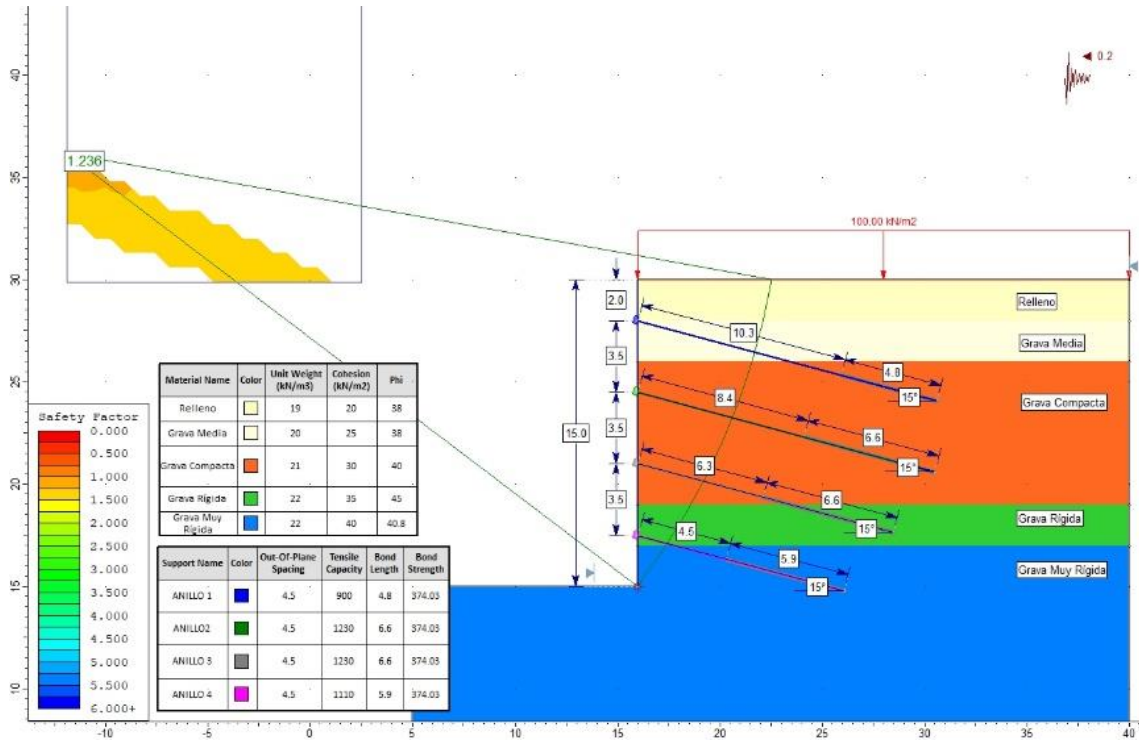 40
35
30
25
20
15
10
-10
-5
0
5
10
15
20
25
30
35
40
0.2
1.236
100.00 kN/m2
2.0
3.5
3.5
3.5
15.0
10.3
4.8
15°
8.4
6.6
15°
6.3
6.6
15°
4.5
5.9
15°
Relleno
Grava Media
Grava Compacta
Grava Rígida
Grava Muy Rígida
Safety Factor
0.000
0.500
1.000
1.500
2.000
2.500
3.000
3.500
4.000
4.500
5.000
5.500
6.000+
Material Name Color Unit Weight (kN/m3) Cohesion (kN/m2) Phi
Relleno 19 20 38
Grava Media 20 25 38
Grava Compacta 21 30 40
Grava Rígida 22 35 45
Grava Muy Rígida 22 40 40.8
Support Name Color Out-Of-Plane Spacing Tensile Capacity Bond Length Bond Strength
ANILLO 1 4.5 900 4.8 374.03
ANILLO2 4.5 1230 6.6 374.03
ANILLO 3 4.5 1230 6.6 374.03
ANILLO 4 4.5 1110 5.9 374.03